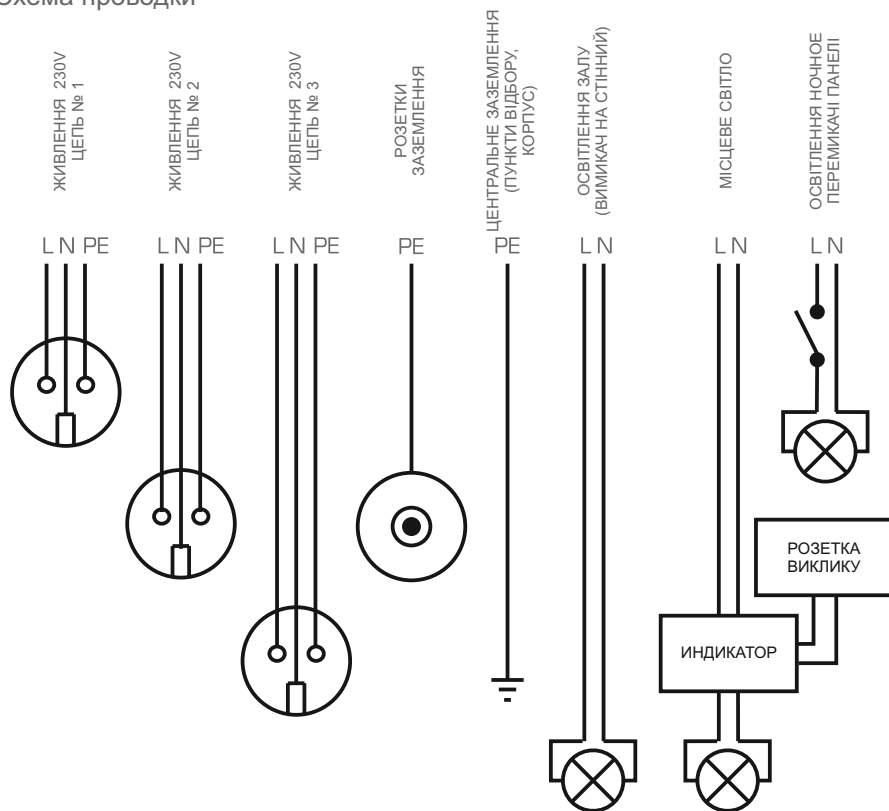 Схема проводки
ЖИВЛЕННЯ 230V
ЦЕПЬ № 1
ЖИВЛЕННЯ 230V
ЦЕПЬ № 2
ЖИВЛЕННЯ 230V
ЦЕПЬ № 3
РОЗЕТКИ
ЗАЗЕМЛЕННЯ
ЦЕНТРАЛЬНЕ ЗАЗЕМЛЕННЯ
(ПУНКТИ ВІДБОРУ,
КОРПУС)
ОСВІТЛЕННЯ ЗАЛУ
(ВИМИКАЧ НА СТІННИЙ)
МІСЦЕВЕ СВІТЛО
ОСВІТЛЕННЯ НОЧНОЕ
ПЕРЕМИКАЧІ ПАНЕЛІ
L N PE
L N PE
L N PE
PE
PE
L N
L N
L N
РОЗЕТКА
ВИКЛИКУ
ИНДИКАТОР